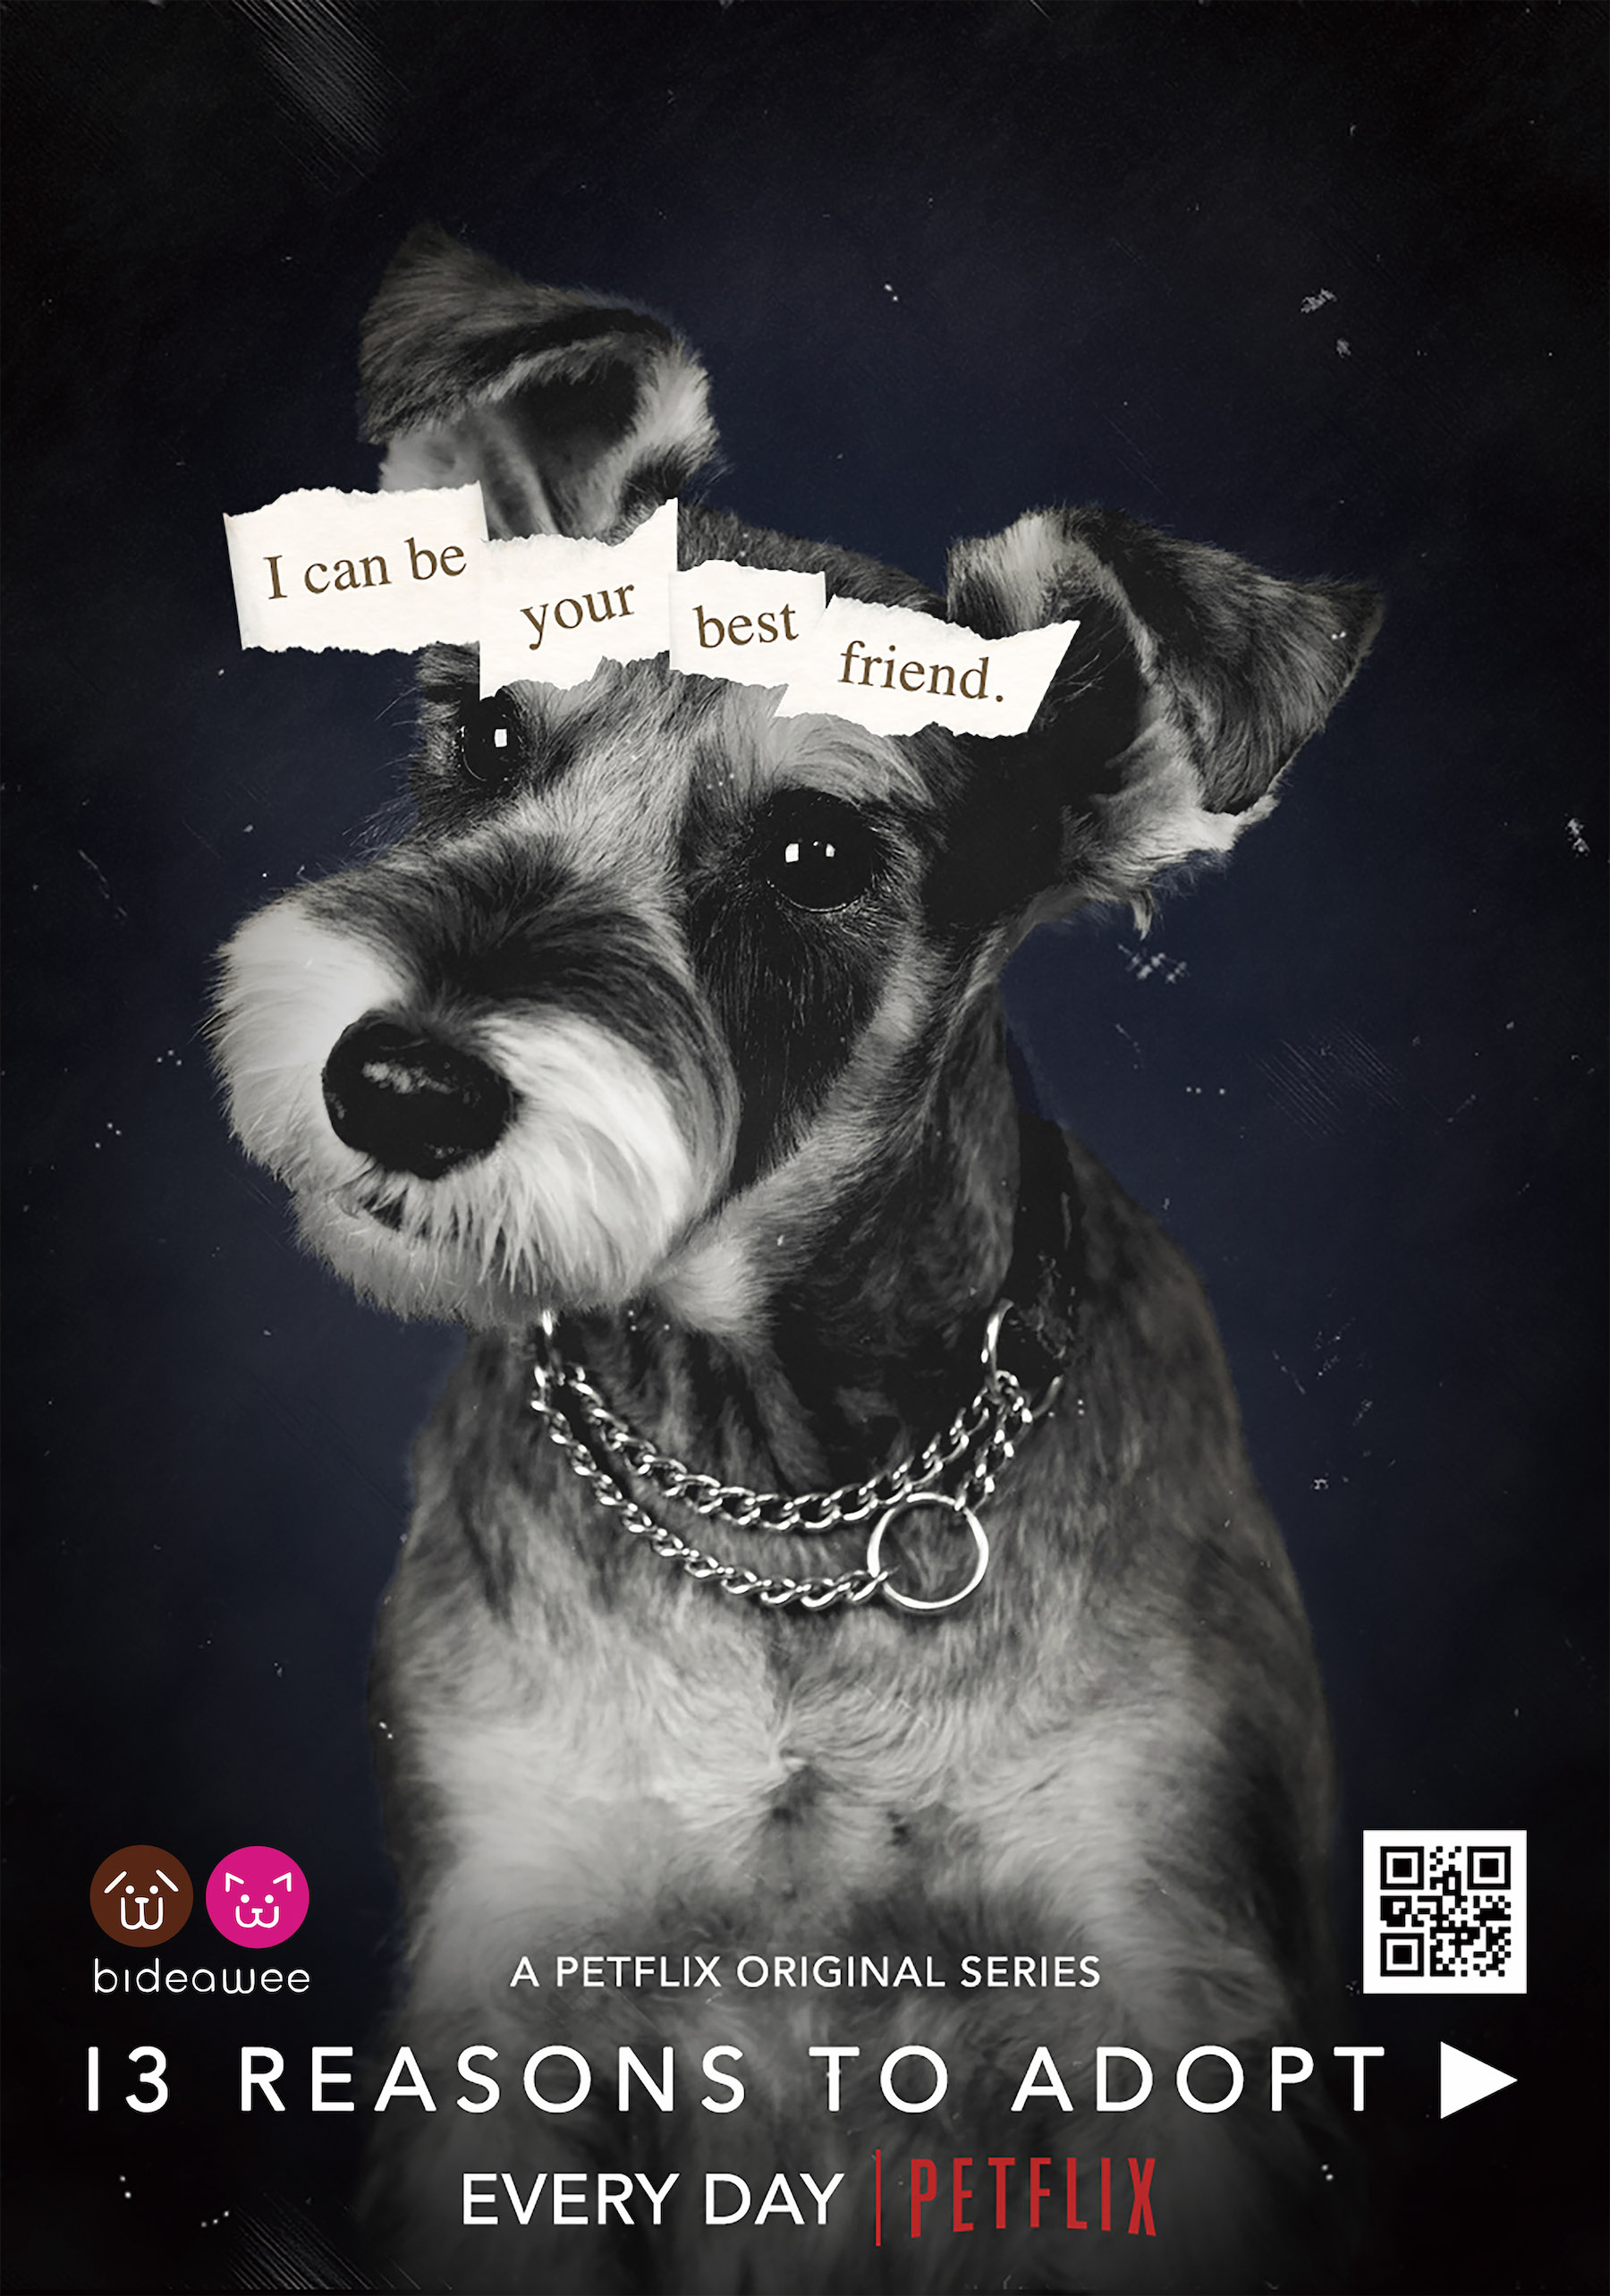 I can be your best friend.
bideawee
A PETFLIX ORIGINAL SERIES
13 REASONS TO ADOPT
EVERY DAY | PETFLIX